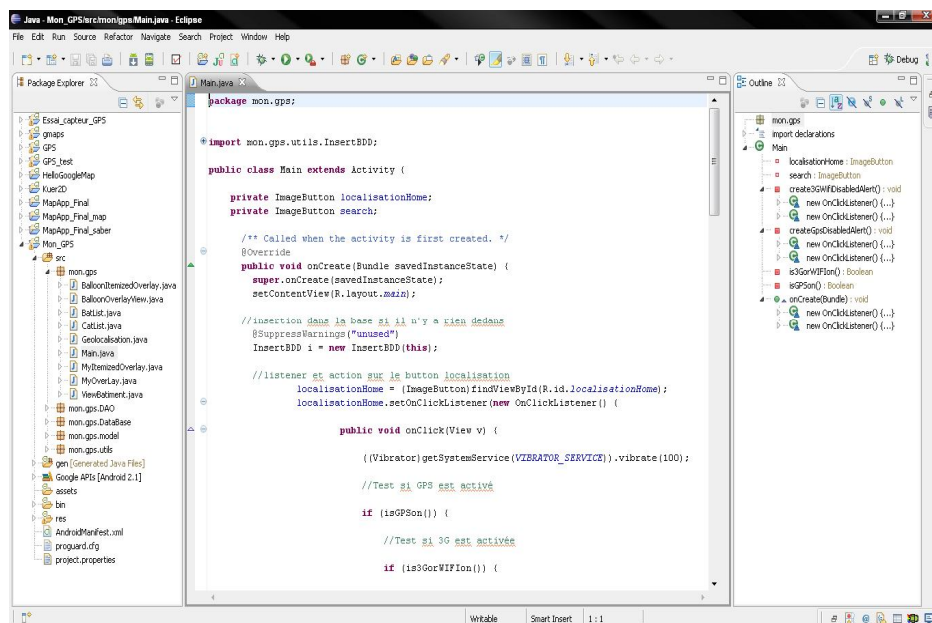 Java - Mon_GPS/src/mon/gps/Main.java - Eclipse
File Edit Run Source Refactor Navigate Search Project Window Help
Debug
Package Explorer
Essai_capteur_GPS
gmaps
GPS
GPS_test
HelloGoogleMap
Kuer2D
MapApp_Final
MapApp_Final_map
MapApp_Final_saber
Mon_GPS
src
mon.gps
BalloonItemizedOverlay.java
BalloonOverlayView.java
BatList.java
CatList.java
Geolocalisation.java
Main.java
MyItemizedOverlay.java
MyOverLay.java
ViewBatiment.java
mon.gps.DAO
mon.gps.DataBase
mon.gps.model
mon.gps.utils
gen [Generated Java Files]
Google APIs [Android 2.1]
assets
bin
res
AndroidManifest.xml
proguard.cfg
project.properties
Main.java
package mon.gps;
import mon.gps.utils.InsertBDD;
public class Main extends Activity {
private ImageButton localisationHome;
private ImageButton search;
/** Called when the activity is first created. */
@Override
public void onCreate(Bundle savedInstanceState) {
super.onCreate(savedInstanceState);
setContentView(R.layout.main);
//insertion dans la base si il n'y a rien dedans
@SuppressWarnings("unused")
InsertBDD i = new InsertBDD(this);
//listener et action sur le button localisation
localisationHome = (ImageButton)findViewById(R.id.localisationHome);
localisationHome.setOnClickListener(new OnClickListener() {
public void onClick(View v) {
((Vibrator)getSystemService(VIBRATOR_SERVICE)).vibrate(100);
//Test si GPS est activé
if (isGPSon()) {
//Test si 3G est activée
if (is3GorWIFIon()) {
Outline
mon.gps
import declarations
Main
localisationHome : ImageButton
search : ImageButton
create3GWifiDisabledAlert() : void
new OnClickListener() {...}
new OnClickListener() {...}
createGpsDisabledAlert() : void
new OnClickListener() {...}
new OnClickListener() {...}
is3GorWIFIon() : Boolean
isGPSon() : Boolean
onCreate(Bundle) : void
new OnClickListener() {...}
new OnClickListener() {...}
Writable Smart Insert 1 : 1